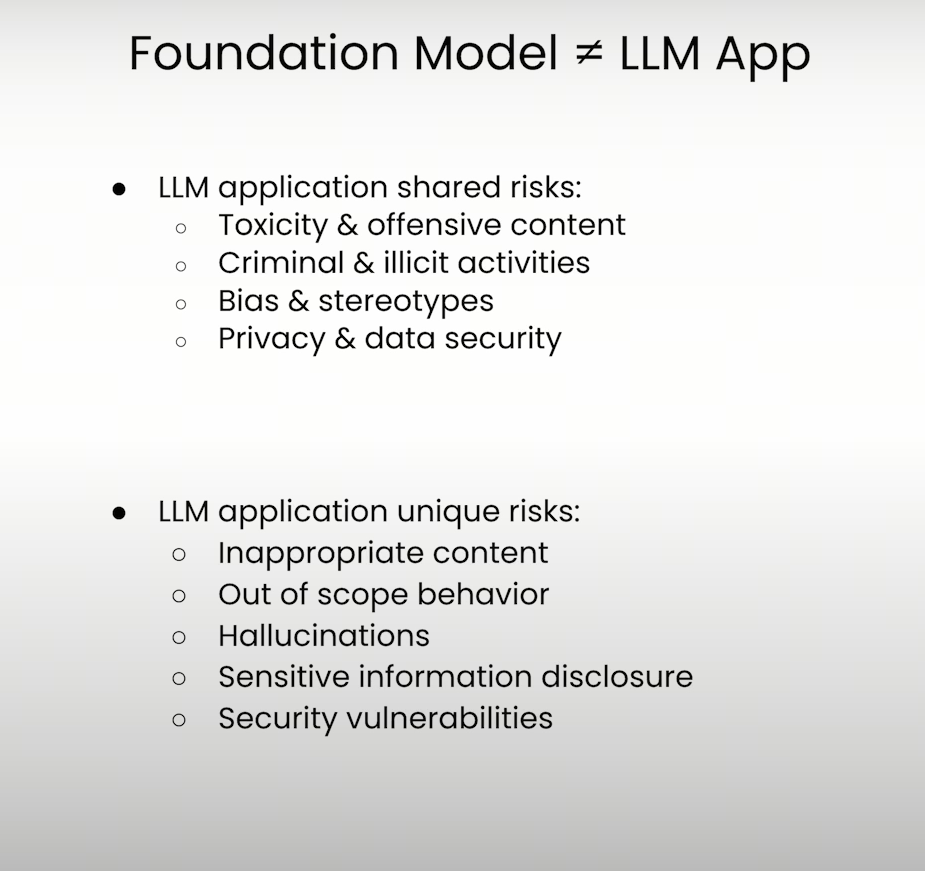 Foundation Model ≠ LLM App
● LLM application shared risks:
○ Toxicity & offensive content
○ Criminal & illicit activities
○ Bias & stereotypes
○ Privacy & data security
● LLM application unique risks:
○ Inappropriate content
○ Out of scope behavior
○ Hallucinations
○ Sensitive information disclosure
○ Security vulnerabilities